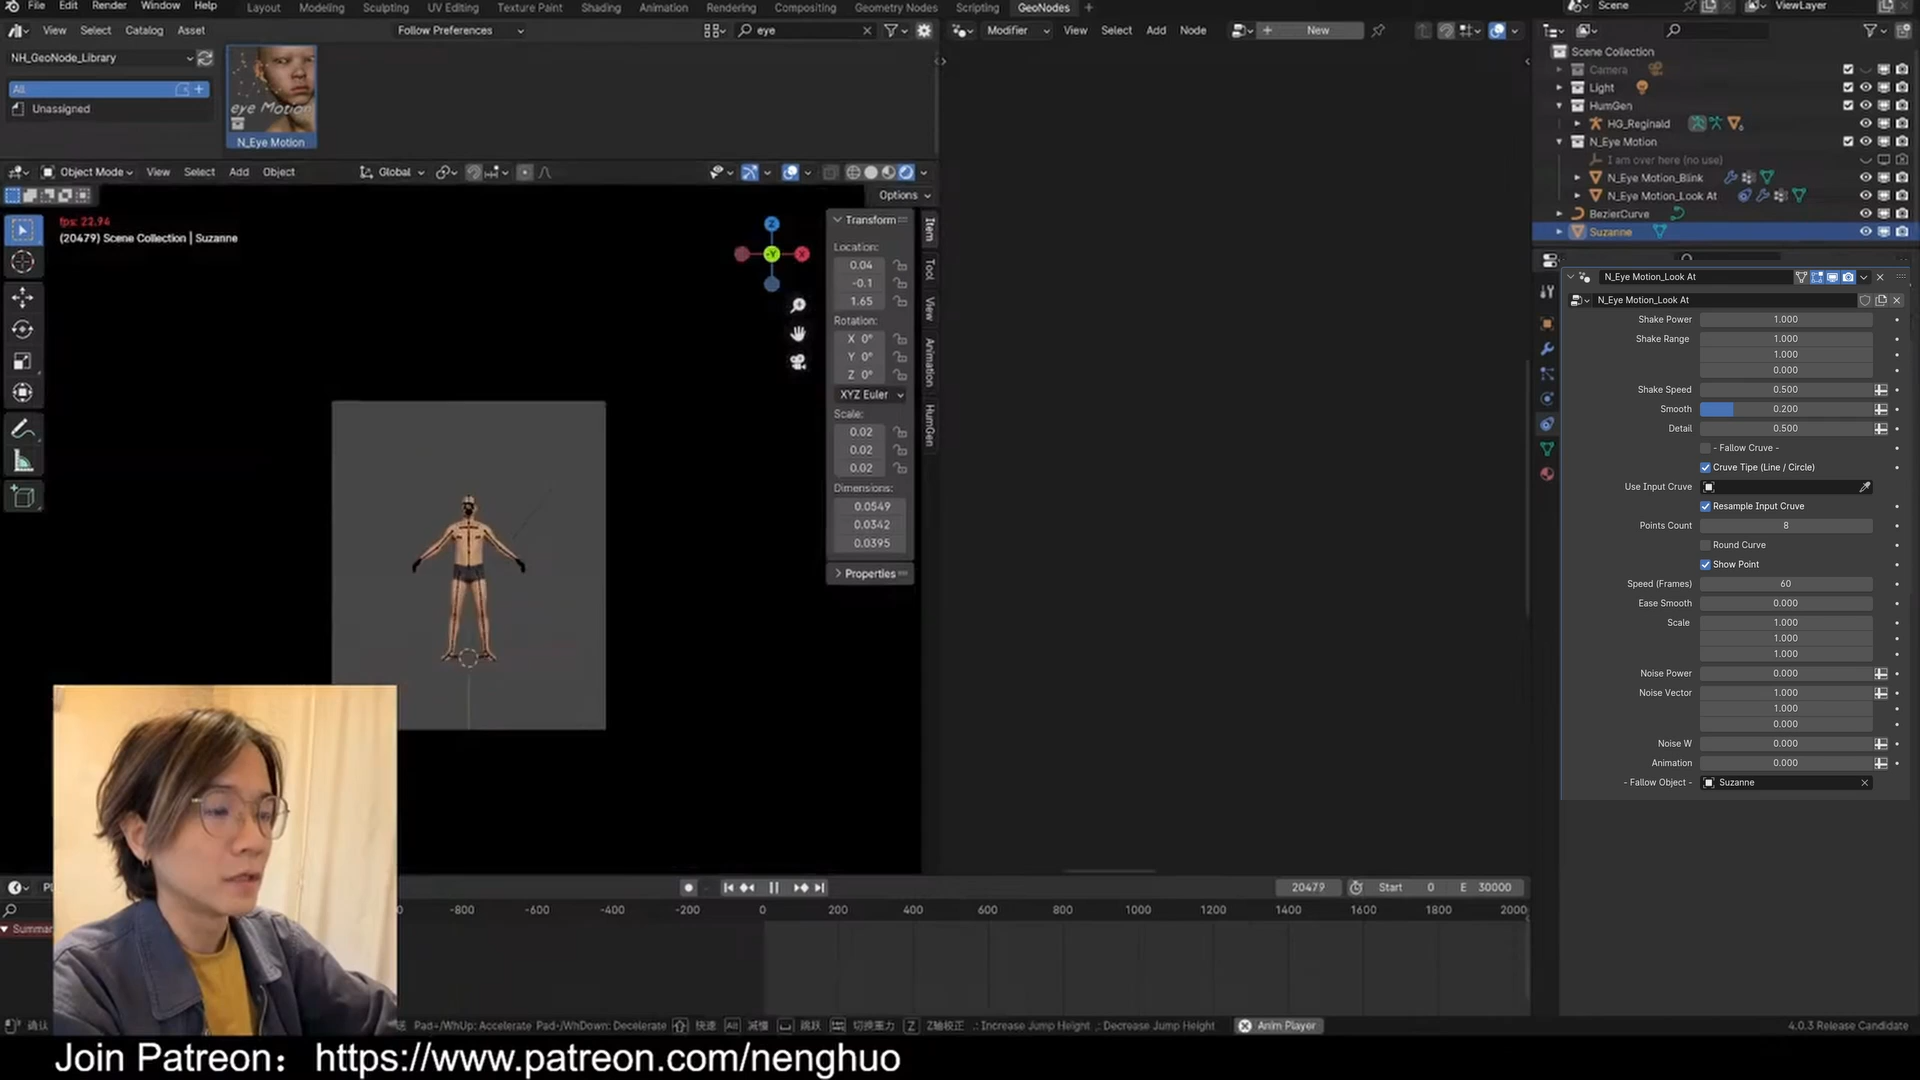 File Edit Render Window Help Layout Modeling Sculpting UV Editing Texture Paint Shading Animation Rendering Compositing Geometry Nodes Scripting GeoNodes + Scene ViewLayer
View Select Catalog Asset Follow Preferences eye Modifier View Select Add Node New
NH_GeoNode_Library
All
Unassigned
eye Motion
N_Eye Motion
Scene Collection
Camera
Light
HumGen
HG_Reginald
N_Eye Motion
I am over here (no use)
N_Eye Motion_Blink
N_Eye Motion_Look At
BezierCurve
Suzanne
Object Mode View Select Add Object Global
Options
fps: 22.94
(20479) Scene Collection | Suzanne
Z
-Y
X
Transform
Location:
0.04
-0.1
1.65
Rotation:
X 0°
Y 0°
Z 0°
XYZ Euler
Scale:
0.02
0.02
0.02
Dimensions:
0.0549
0.0342
0.0395
Properties
Item
Tool
View
Animation
HumGen
N_Eye Motion_Look At
N_Eye Motion_Look At
Shake Power 1.000
Shake Range 1.000
1.000
0.000
Shake Speed 0.500
Smooth 0.200
Detail 0.500
- Fallow Cruve -
Cruve Tipe (Line / Circle)
Use Input Cruve
Resample Input Cruve
Points Count 8
Round Curve
Show Point
Speed (Frames) 60
Ease Smooth 0.000
Scale 1.000
1.000
1.000
Noise Power 0.000
Noise Vector 1.000
1.000
0.000
Noise W 0.000
Animation 0.000
- Fallow Object - Suzanne
20479 Start 0 E 30000
-800 -600 -400 -200 0 200 400 600 800 1000 1200 1400 1600 1800 2000
Summar
Pad+/WhUp: Accelerate Pad-/WhDown: Decelerate 快速 Alt 减慢 跳跃 切换重力 Z Z轴校正 .: Increase Jump Height ,: Decrease Jump Height Anim Player 4.0.3 Release Candidate
Join Patreon： https://www.patreon.com/nenghuo